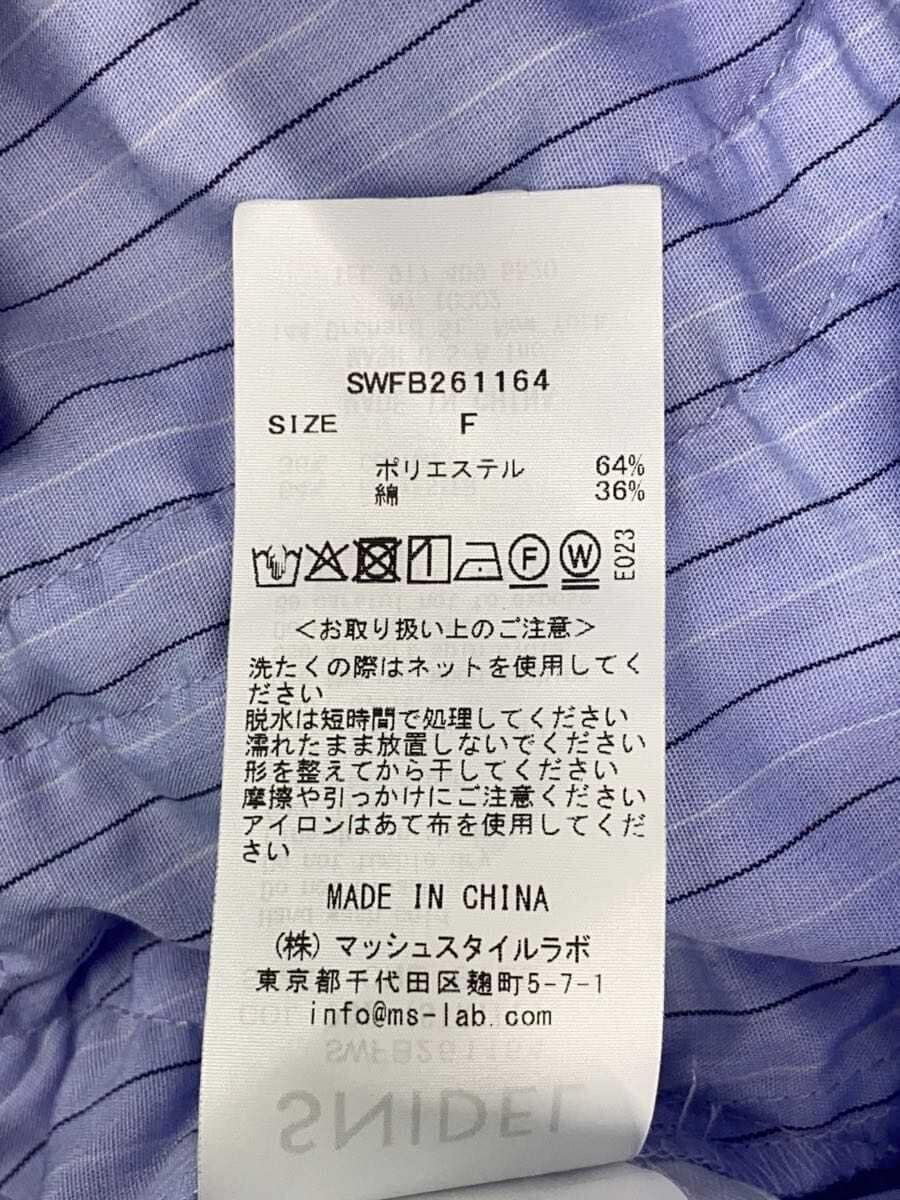 SWFB261164
SIZE F
ポリエステル 64%
綿 36%
F W E023
<お取り扱い上のご注意>
洗たくの際はネットを使用してく
ださい
脱水は短時間で処理してください
濡れたまま放置しないでください
形を整えてから干してください
摩擦や引っかけにご注意ください
アイロンはあて布を使用してくだ
さい
MADE IN CHINA
(株)マッシュスタイルラボ
東京都千代田区麹町5-7-1
info@ms-lab.com
SWFB261164
SNIDEL